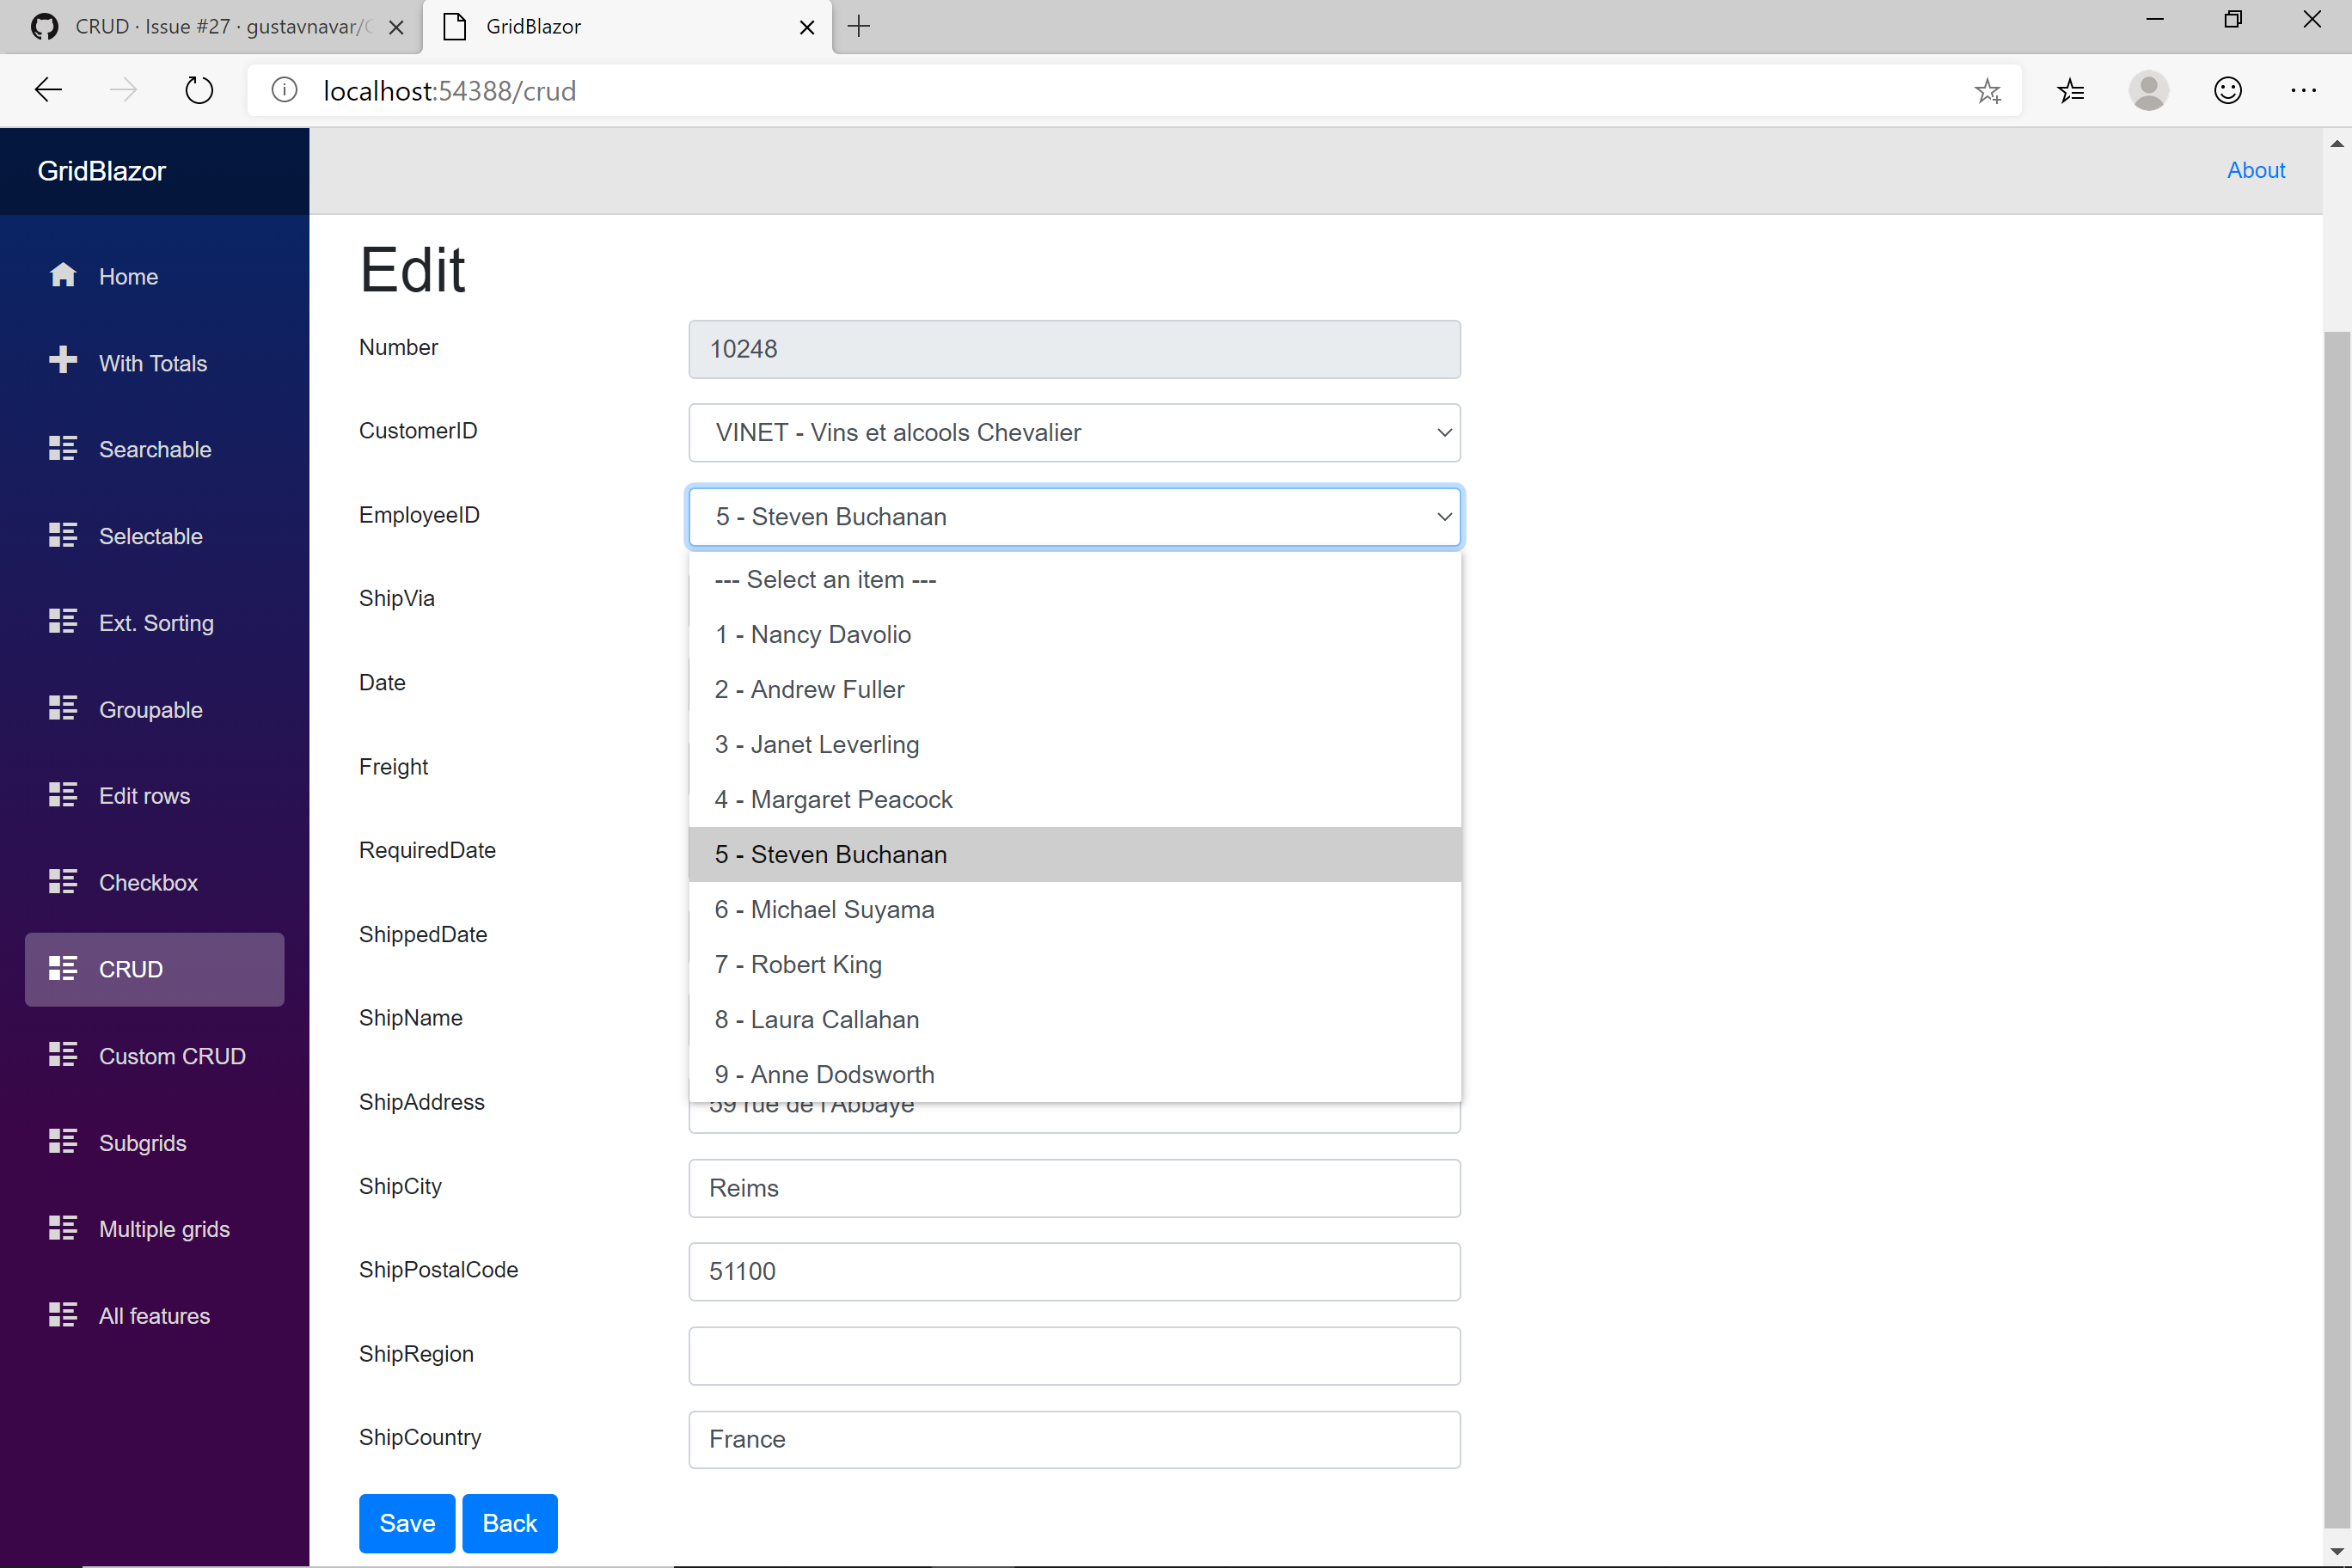 CRUD · Issue #27 · gustavnavar/
GridBlazor
localhost:54388/crud
GridBlazor
About
Home
With Totals
Searchable
Selectable
Ext. Sorting
Groupable
Edit rows
Checkbox
CRUD
Custom CRUD
Subgrids
Multiple grids
All features
Edit
Number
10248
CustomerID
VINET - Vins et alcools Chevalier
EmployeeID
5 - Steven Buchanan
--- Select an item ---
1 - Nancy Davolio
2 - Andrew Fuller
3 - Janet Leverling
4 - Margaret Peacock
5 - Steven Buchanan
6 - Michael Suyama
7 - Robert King
8 - Laura Callahan
9 - Anne Dodsworth
ShipVia
Date
Freight
RequiredDate
ShippedDate
ShipName
ShipAddress
59 rue de l'Abbaye
ShipCity
Reims
ShipPostalCode
51100
ShipRegion
ShipCountry
France
Save
Back